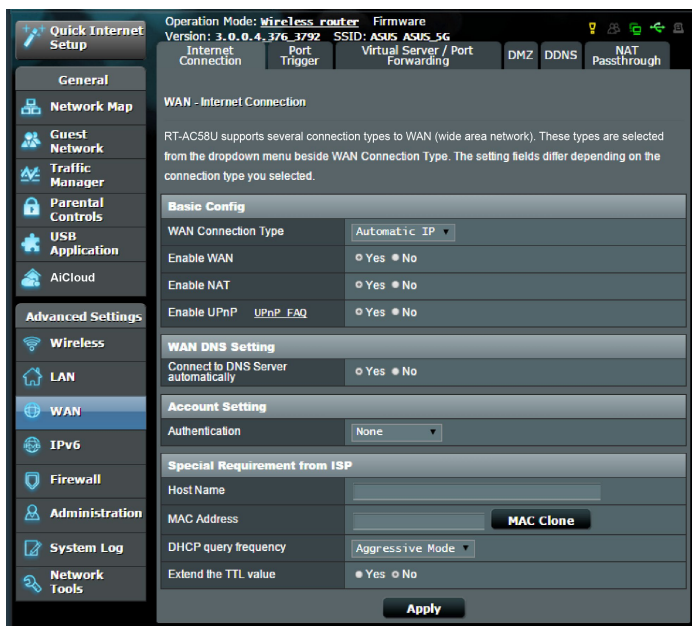 Quick Internet
Setup
General
Network Map
Guest
Network
Traffic
Manager
Parental
Controls
USB
Application
AiCloud
Advanced Settings
Wireless
LAN
WAN
IPv6
Firewall
Administration
System Log
Network
Tools
Operation Mode: Wireless router Firmware
Version: 3.0.0.4.376_3792 SSID: ASUS ASUS_5G
Internet
Connection
Port
Trigger
Virtual Server / Port
Forwarding
DMZ
DDNS
NAT
Passthrough
WAN - Internet Connection
RT-AC58U supports several connection types to WAN (wide area network). These types are selected
from the dropdown menu beside WAN Connection Type. The setting fields differ depending on the
connection type you selected.
Basic Config
WAN Connection Type Automatic IP
Enable WAN Yes No
Enable NAT Yes No
Enable UPnP UPnP FAQ Yes No
WAN DNS Setting
Connect to DNS Server
automatically Yes No
Account Setting
Authentication None
Special Requirement from ISP
Host Name
MAC Address MAC Clone
DHCP query frequency Aggressive Mode
Extend the TTL value Yes No
Apply